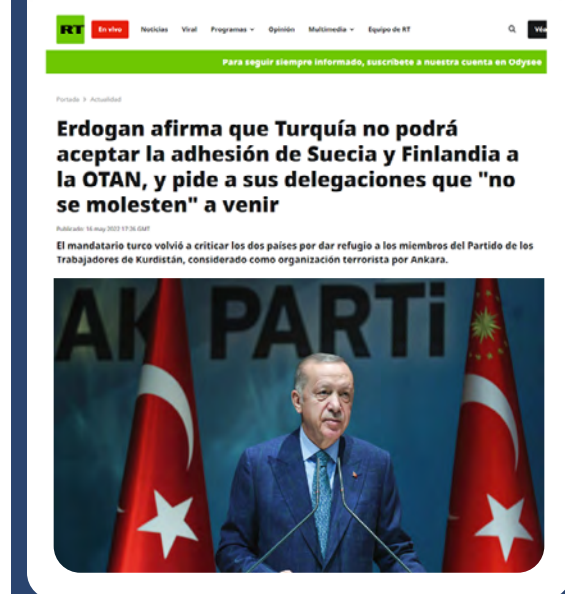 RT
En vivo Noticias Viral Programas Opinión Multimedia Equipo de RT
Para seguir siempre informado, suscríbete a nuestra cuenta en Odysee
Portada > Actualidad
Erdogan afirma que Turquía no podrá
aceptar la adhesión de Suecia y Finlandia a
la OTAN, y pide a sus delegaciones que "no
se molesten" a venir
Publicado: 16 may 2022 17:36 GMT
El mandatario turco volvió a criticar los dos países por dar refugio a los miembros del Partido de los
Trabajadores de Kurdistán, considerado como organización terrorista por Ankara.
AK PARTi